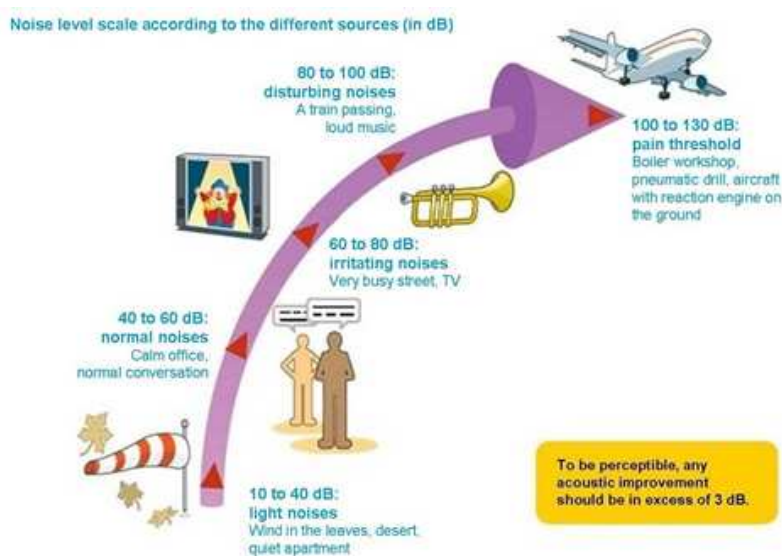 Noise level scale according to the different sources (in dB)
80 to 100 dB:
disturbing noises
A train passing,
loud music
100 to 130 dB:
pain threshold
Boiler workshop,
pneumatic drill, aircraft
with reaction engine on
the ground
60 to 80 dB:
irritating noises
Very busy street, TV
40 to 60 dB:
normal noises
Calm office,
normal conversation
10 to 40 dB:
light noises
Wind in the leaves, desert,
quiet apartment
To be perceptible, any
acoustic improvement
should be in excess of 3 dB.